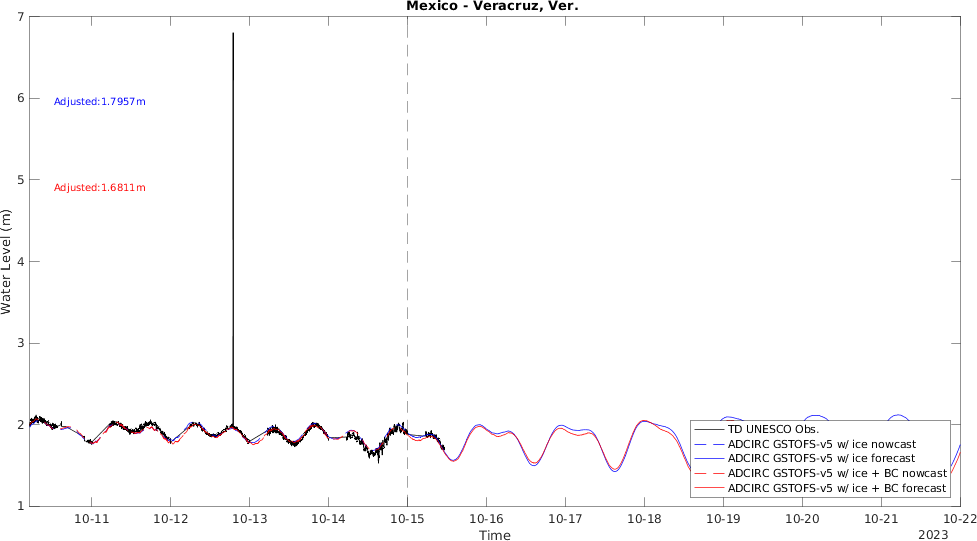 Mexico - Veracruz, Ver.
7
6
5
4
3
2
1
Water Level (m)
Adjusted:1.7957m
Adjusted:1.6811m
TD UNESCO Obs.
ADCIRC GSTOFS-v5 w/ ice nowcast
ADCIRC GSTOFS-v5 w/ ice forecast
ADCIRC GSTOFS-v5 w/ ice + BC nowcast
ADCIRC GSTOFS-v5 w/ ice + BC forecast
10-11 10-12 10-13 10-14 10-15 10-16 10-17 10-18 10-19 10-20 10-21 10-22
Time
2023